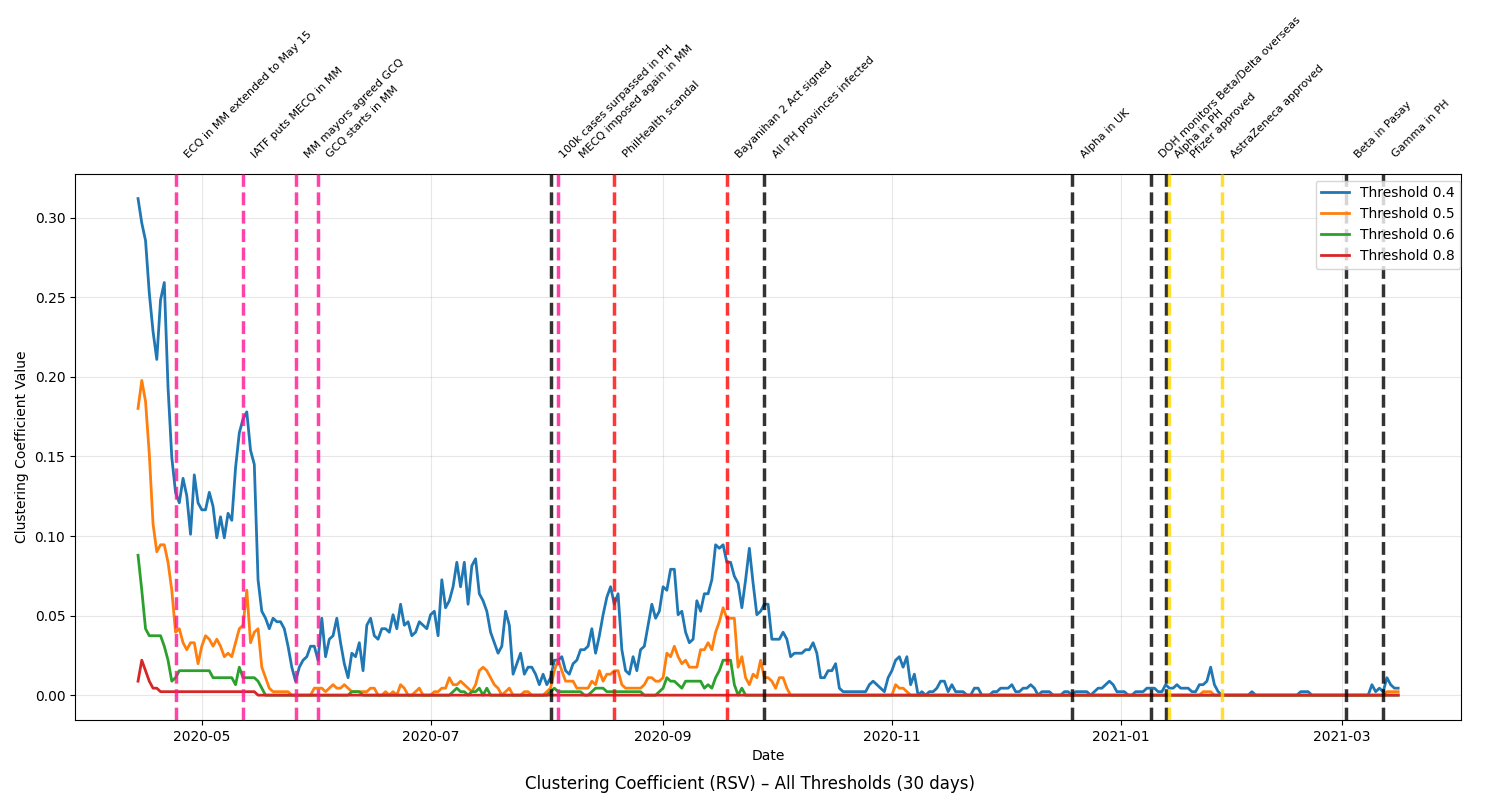 ECQ in MM extended to May 15
IATF puts MECQ in MM
MM mayors agreed GCQ
GCQ starts in MM
100k cases surpassed in PH
MECQ imposed again in MM
PhilHealth scandal
Bayanihan 2 Act signed
All PH provinces infected
Alpha in UK
DOH monitors Beta/Delta overseas
Alpha in PH
Pfizer approved
AstraZeneca approved
Beta in Pasay
Gamma in PH
Threshold 0.4
Threshold 0.5
Threshold 0.6
Threshold 0.8
Clustering Coefficient Value
0.30
0.25
0.20
0.15
0.10
0.05
0.00
2020-05
2020-07
2020-09
2020-11
2021-01
2021-03
Date
Clustering Coefficient (RSV) – All Thresholds (30 days)